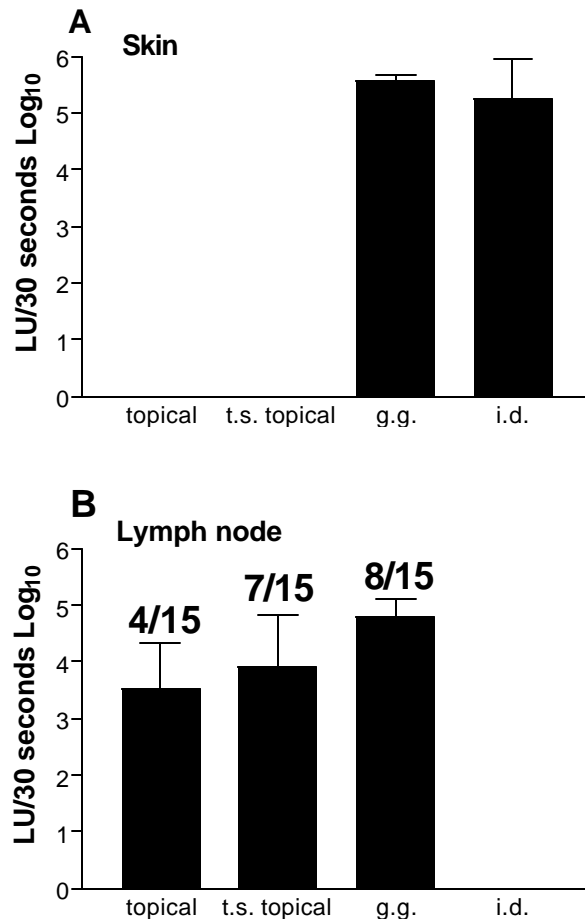 A
Skin
LU/30 seconds Log10
6
5
4
3
2
1
0
topical t.s. topical g.g. i.d.
B
Lymph node
LU/30 seconds Log10
6
5
4
3
2
1
0
4/15 7/15 8/15
topical t.s. topical g.g. i.d.